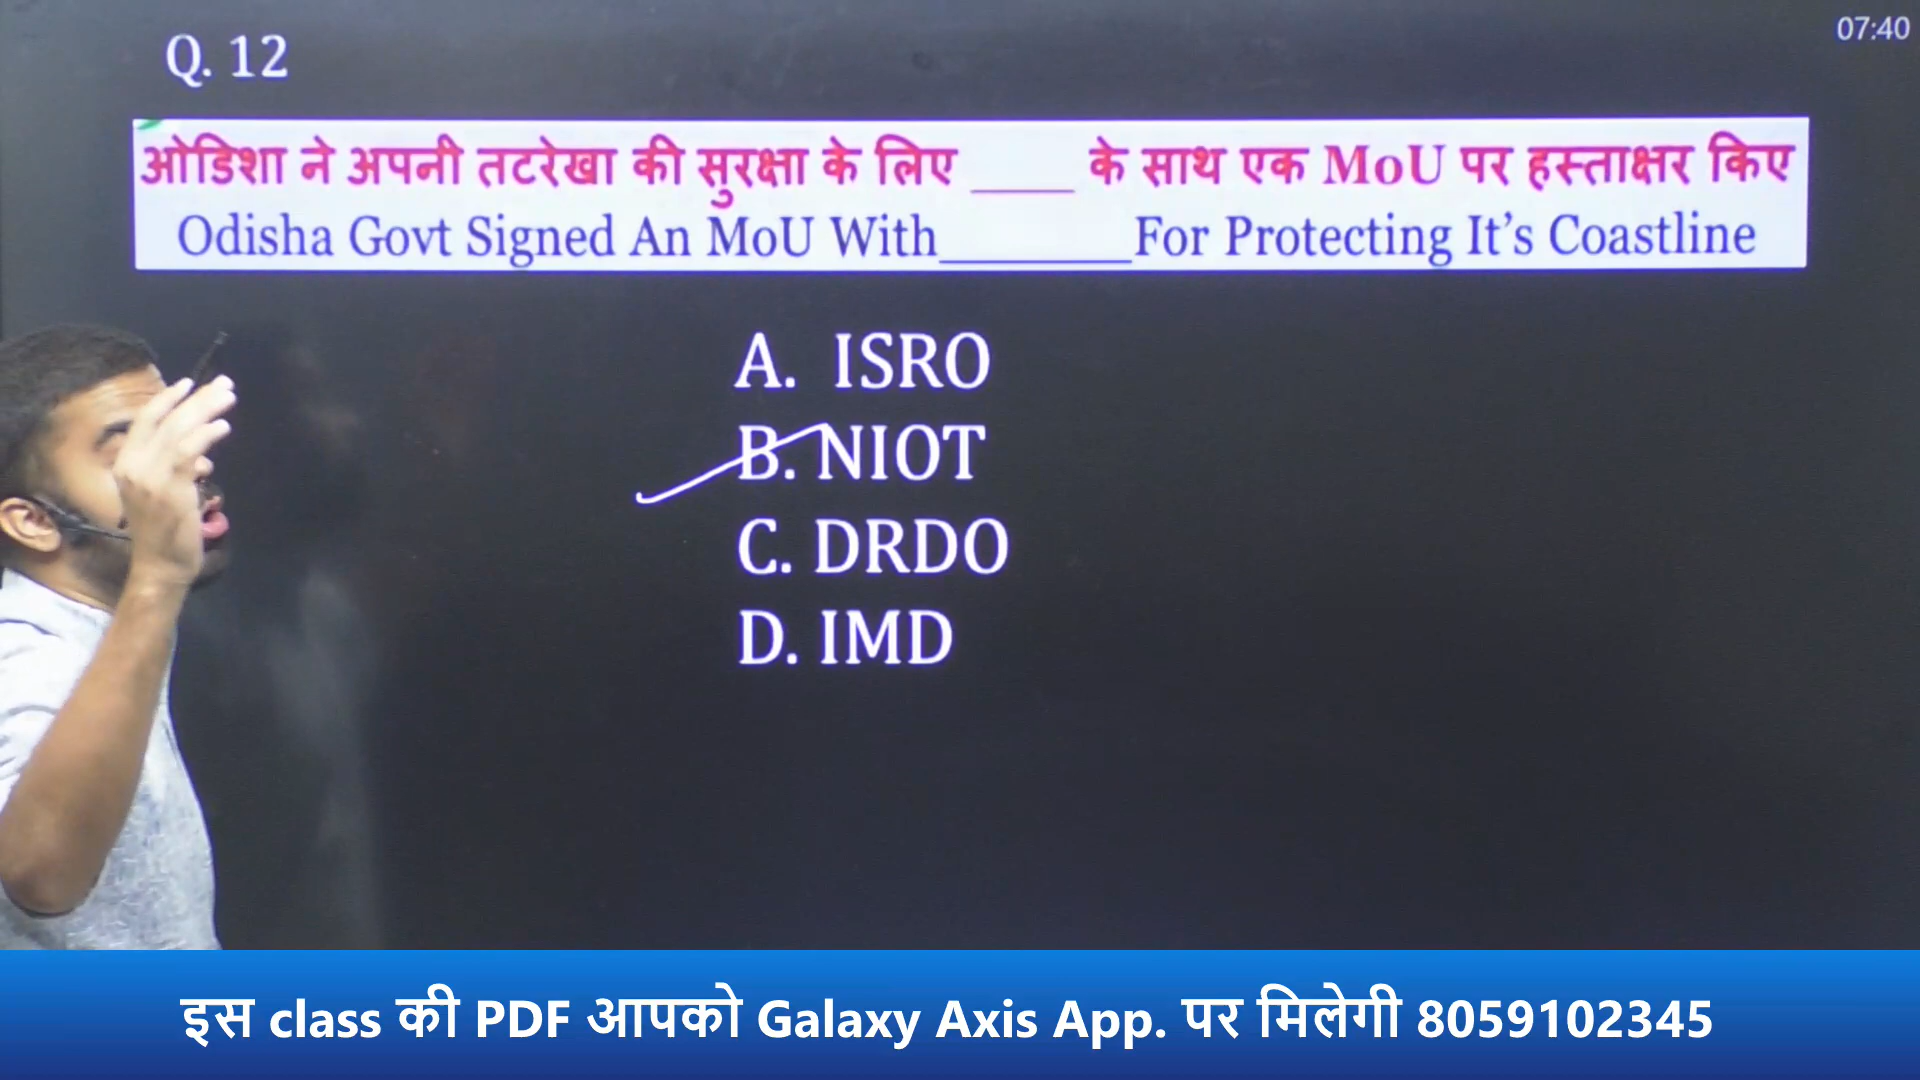 07:40
Q. 12
ओडिशा ने अपनी तटरेखा की सुरक्षा के लिए ____ के साथ एक MoU पर हस्ताक्षर किए
Odisha Govt Signed An MoU With________For Protecting It’s Coastline
A. ISRO
B. NIOT
C. DRDO
D. IMD
इस class की PDF आपको Galaxy Axis App. पर मिलेगी 8059102345